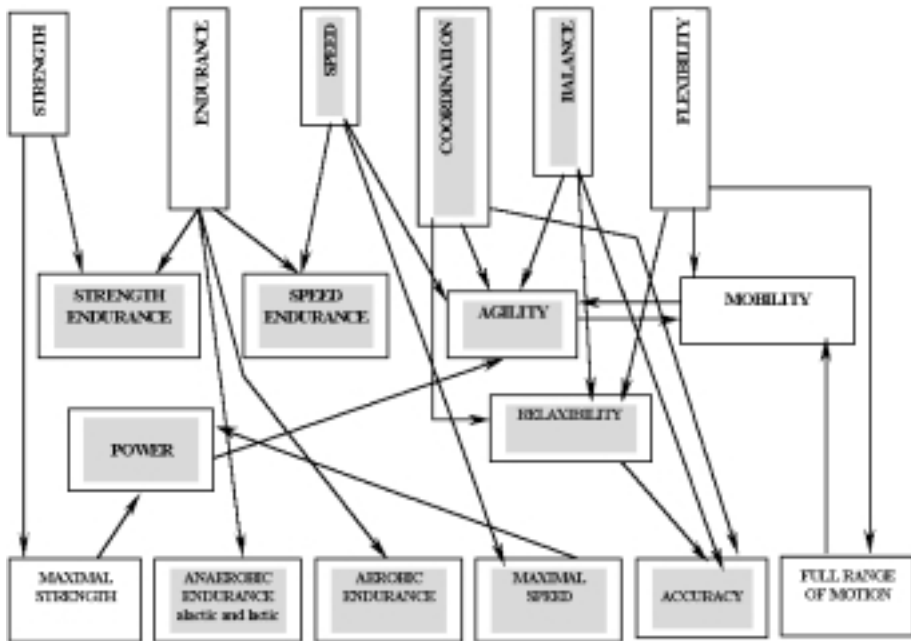 STRENGTH
ENDURANCE
SPEED
COORDINATION
BALANCE
FLEXIBILITY
STRENGTH
ENDURANCE
SPEED
ENDURANCE
AGILITY
MOBILITY
POWER
RELAXIBILITY
MAXIMAL
STRENGTH
ANAEROBIC
ENDURANCE
alactic and lactic
AEROBIC
ENDURANCE
MAXIMAL
SPEED
ACCURACY
FULL RANGE
OF MOTION